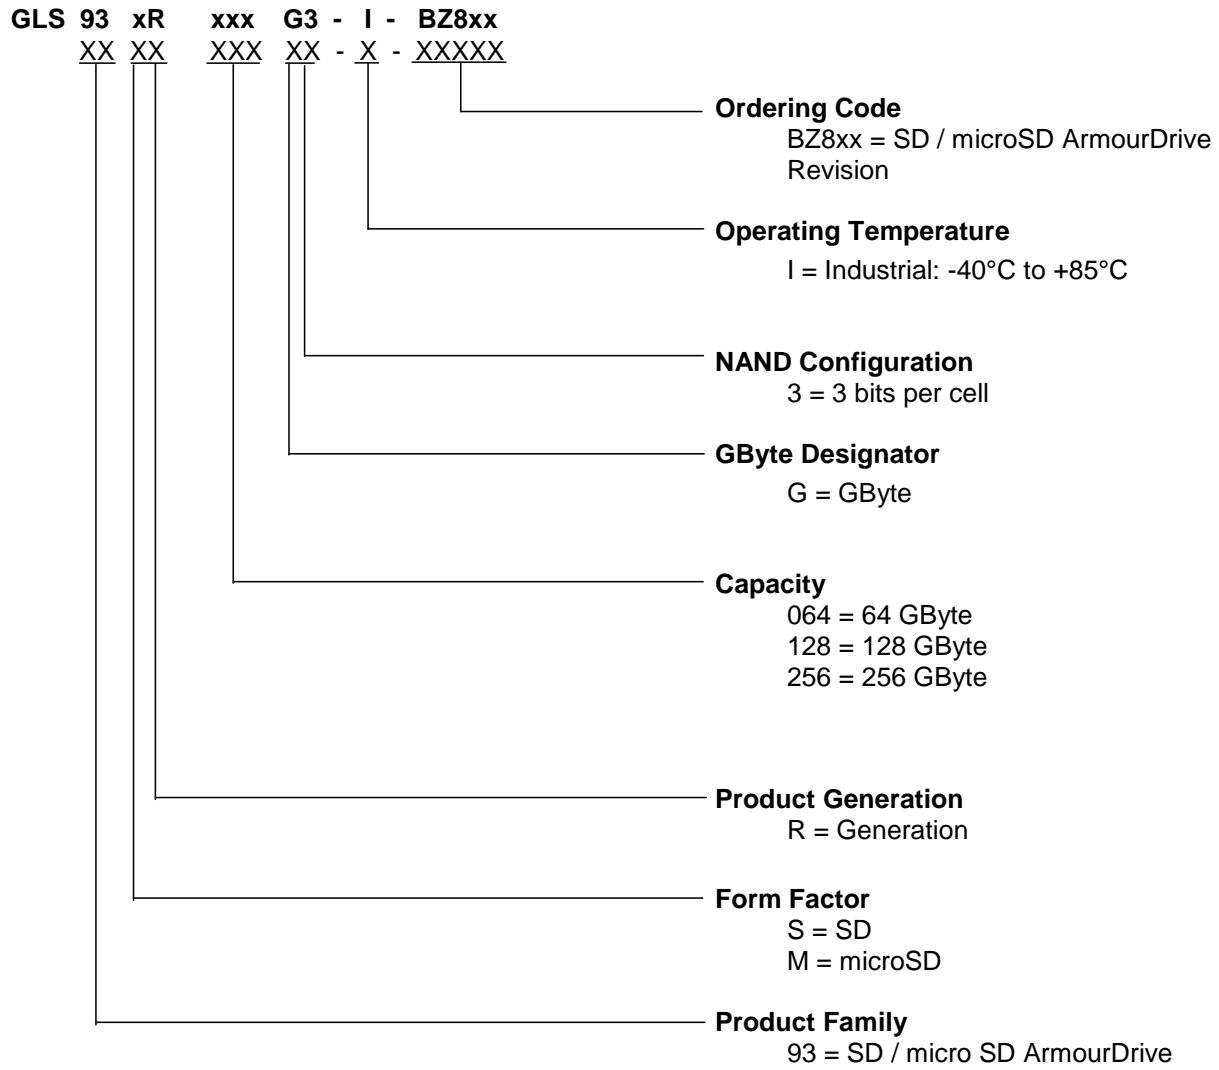 GLS 93 xR xxx G3 - I - BZ8xx
XX XX XXX XX - X - XXXXX
Ordering Code
BZ8xx = SD / microSD ArmourDrive
Revision
Operating Temperature
I = Industrial: -40°C to +85°C
NAND Configuration
3 = 3 bits per cell
GByte Designator
G = GByte
Capacity
064 = 64 GByte
128 = 128 GByte
256 = 256 GByte
Product Generation
R = Generation
Form Factor
S = SD
M = microSD
Product Family
93 = SD / micro SD ArmourDrive